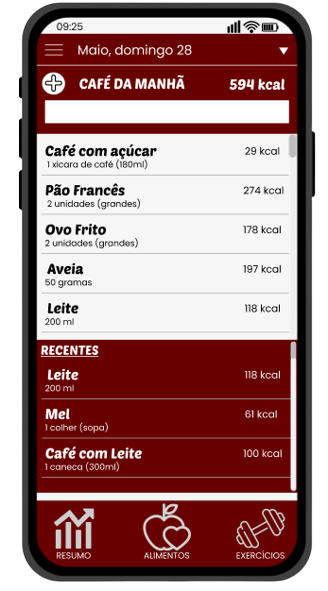 09:25
Maio, domingo 28
CAFÉ DA MANHÃ 594 kcal
Café com açúcar 29 kcal
1 xicara de café (180ml)
Pão Francês 274 kcal
2 unidades (grandes)
Ovo Frito 178 kcal
2 unidades (grandes)
Aveia 197 kcal
50 gramas
Leite 118 kcal
200 ml
RECENTES
Leite 118 kcal
200 ml
Mel 61 kcal
1 colher (sopa)
Café com Leite 100 kcal
1 caneca (300ml)
RESUMO ALIMENTOS EXERCÍCIOS